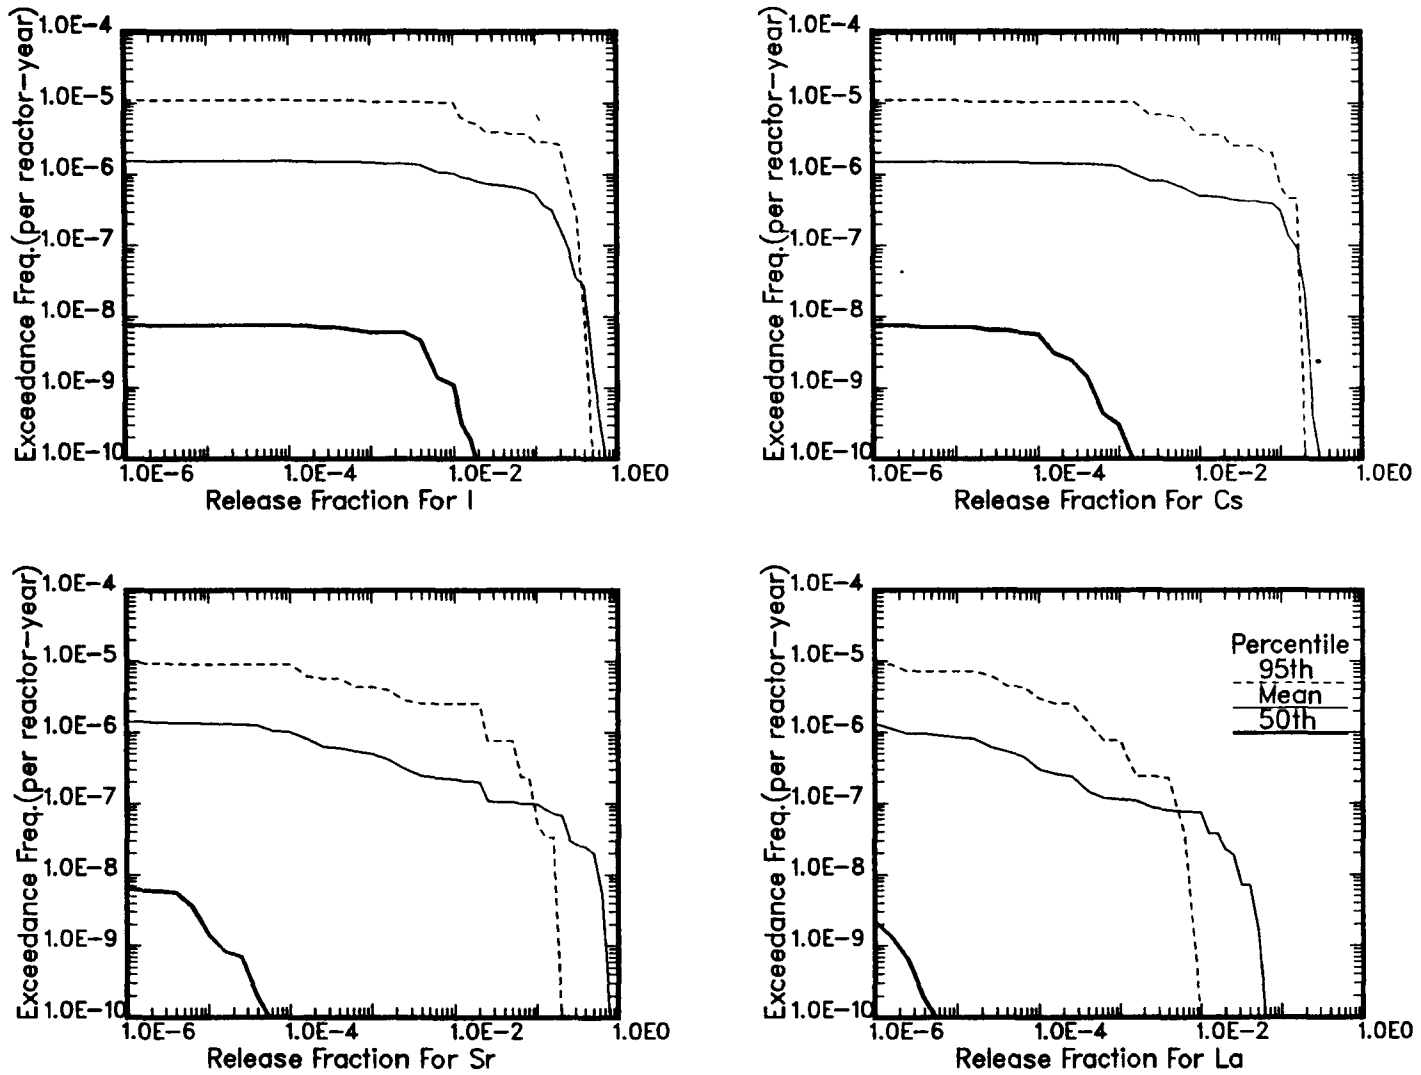 Exceedance Freq.(per reactor-year)
1.0E-4
1.0E-5
1.0E-6
1.0E-7
1.0E-8
1.0E-9
1.0E-10
1.0E-6 1.0E-4 1.0E-2 1.0E0
Release Fraction For I
Exceedance Freq.(per reactor-year)
1.0E-4
1.0E-5
1.0E-6
1.0E-7
1.0E-8
1.0E-9
1.0E-10
1.0E-6 1.0E-4 1.0E-2 1.0E0
Release Fraction For Cs
Exceedance Freq.(per reactor-year)
1.0E-4
1.0E-5
1.0E-6
1.0E-7
1.0E-8
1.0E-9
1.0E-10
1.0E-6 1.0E-4 1.0E-2 1.0E0
Release Fraction For Sr
Exceedance Freq.(per reactor-year)
1.0E-4
1.0E-5
1.0E-6
1.0E-7
1.0E-8
1.0E-9
1.0E-10
Percentile
95th
Mean
50th
1.0E-6 1.0E-4 1.0E-2 1.0E0
Release Fraction For La